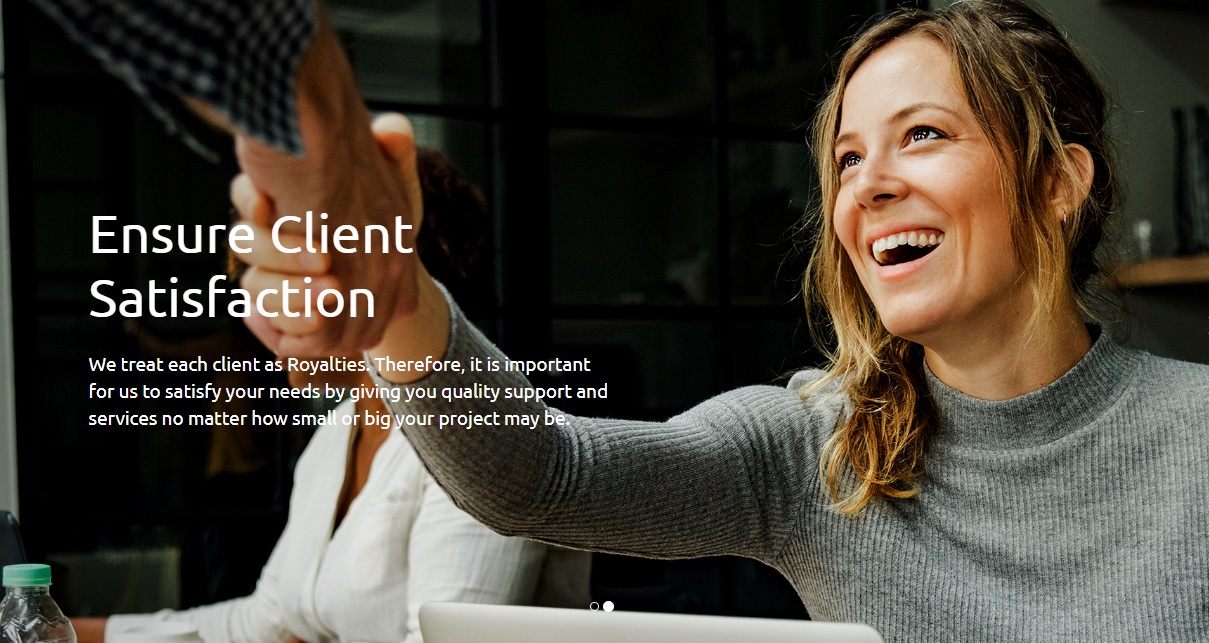 Ensure Client
Satisfaction
We treat each client as Royalties. Therefore, it is important
for us to satisfy your needs by giving you quality support and
services no matter how small or big your project may be.